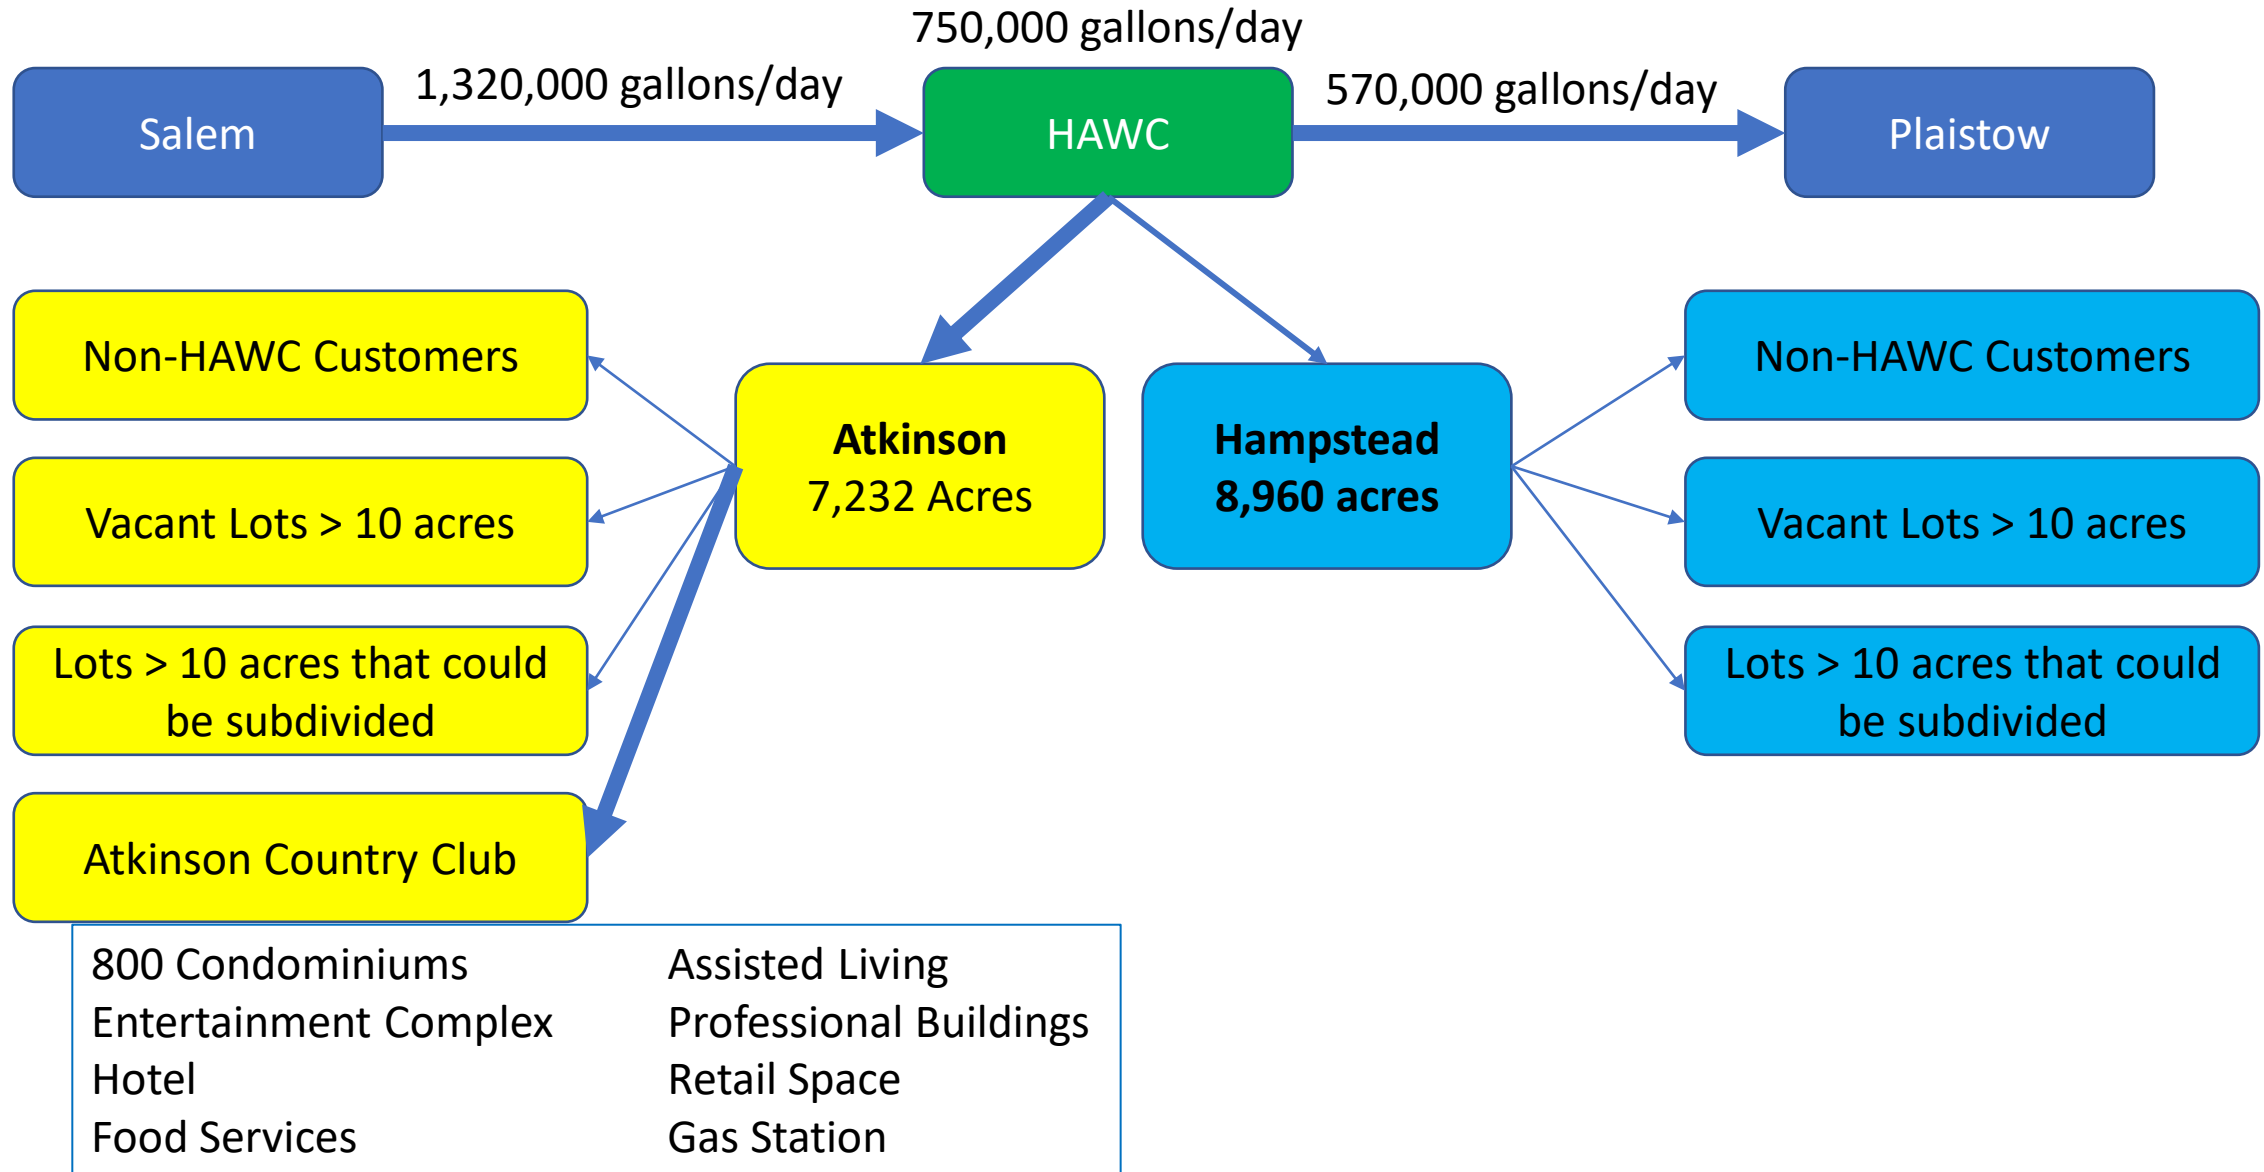 750,000 gallons/day
1,320,000 gallons/day
570,000 gallons/day
Salem
HAWC
Plaistow
Non-HAWC Customers
Vacant Lots > 10 acres
Lots > 10 acres that could
be subdivided
Atkinson Country Club
Atkinson
7,232 Acres
Hampstead
8,960 acres
Non-HAWC Customers
Vacant Lots > 10 acres
Lots > 10 acres that could
be subdivided
800 Condominiums
Entertainment Complex
Hotel
Food Services
Assisted Living
Professional Buildings
Retail Space
Gas Station